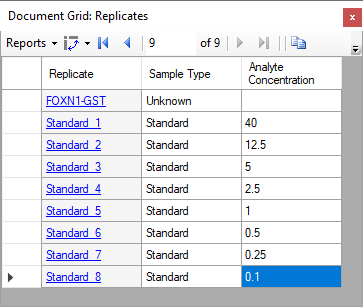 Document Grid: Replicates
Reports 9 of 9
Replicate Sample Type Analyte Concentration
FOXN1-GST Unknown
Standard_1 Standard 40
Standard_2 Standard 12.5
Standard_3 Standard 5
Standard_4 Standard 2.5
Standard_5 Standard 1
Standard_6 Standard 0.5
Standard_7 Standard 0.25
Standard_8 Standard 0.1